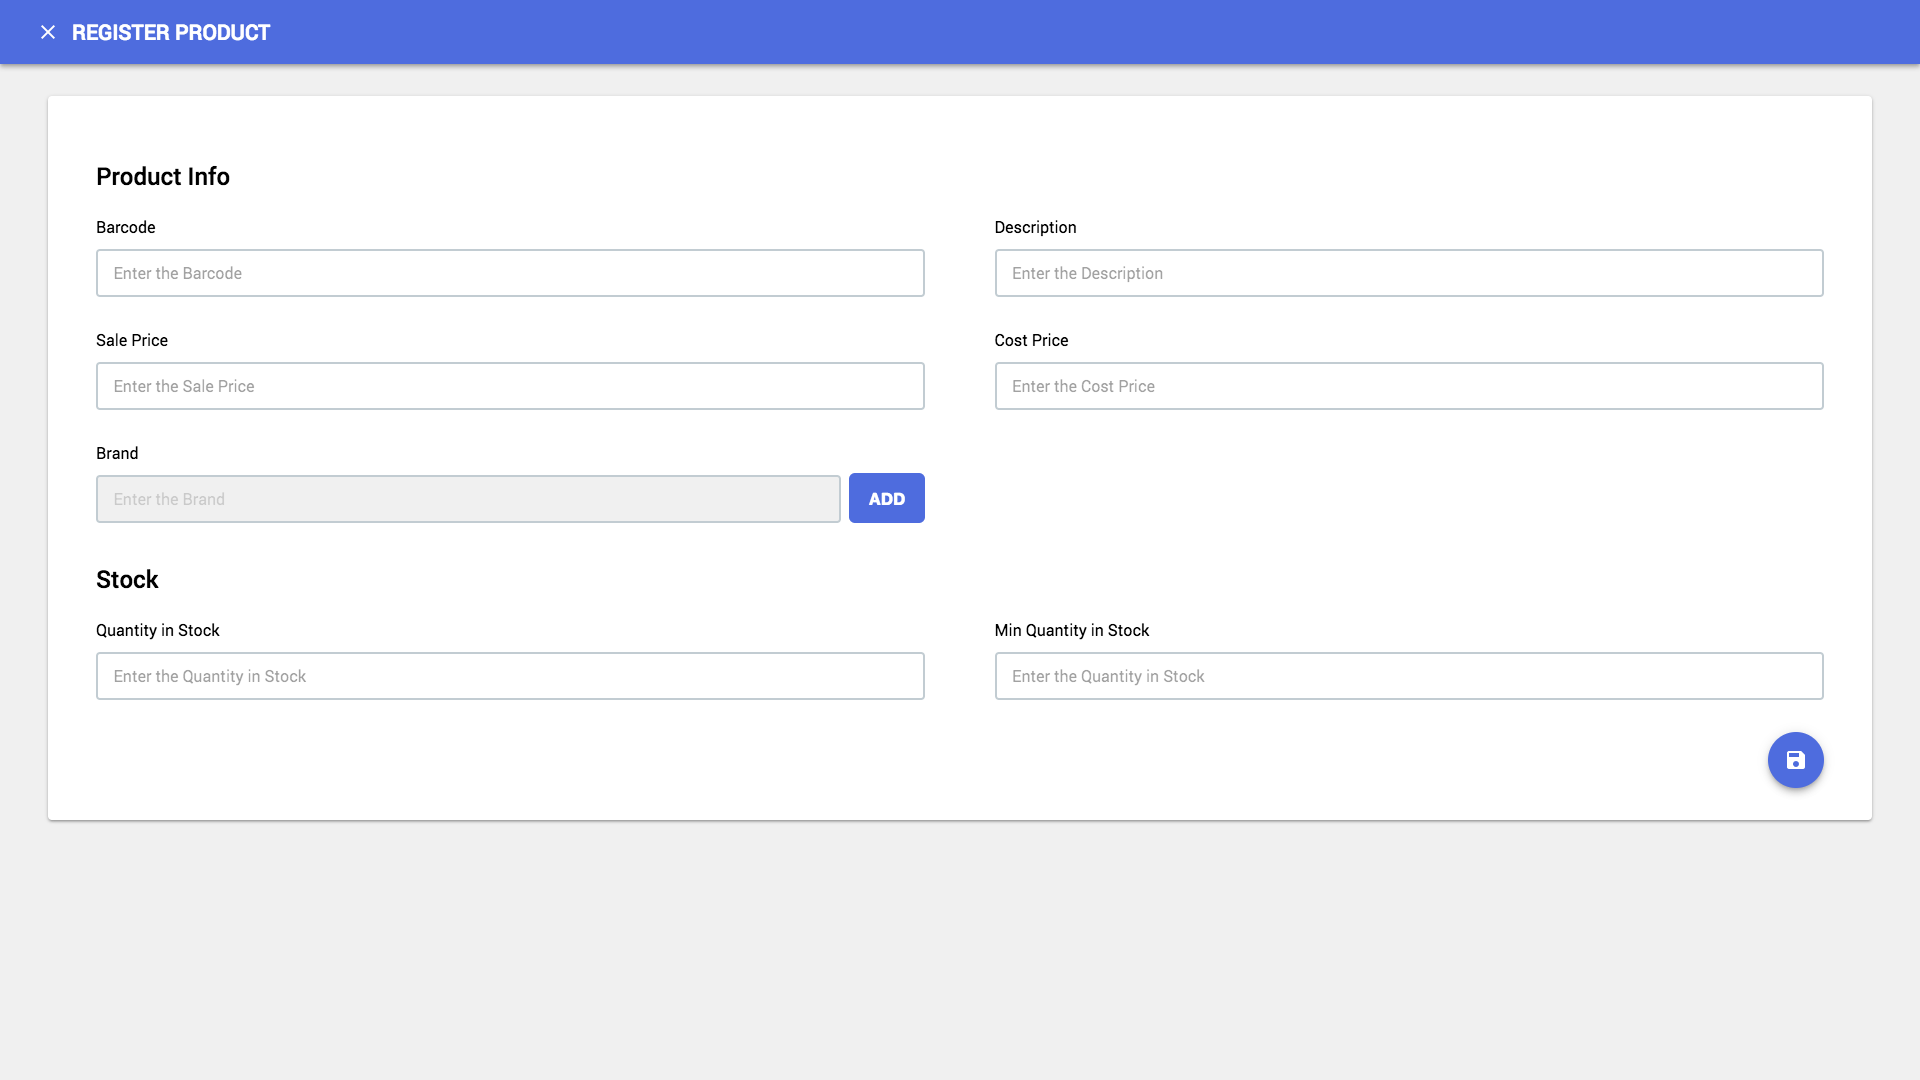 REGISTER PRODUCT
Product Info
Barcode
Description
Enter the Barcode
Enter the Description
Sale Price
Cost Price
Enter the Sale Price
Enter the Cost Price
Brand
Enter the Brand
ADD
Stock
Quantity in Stock
Min Quantity in Stock
Enter the Quantity in Stock
Enter the Quantity in Stock